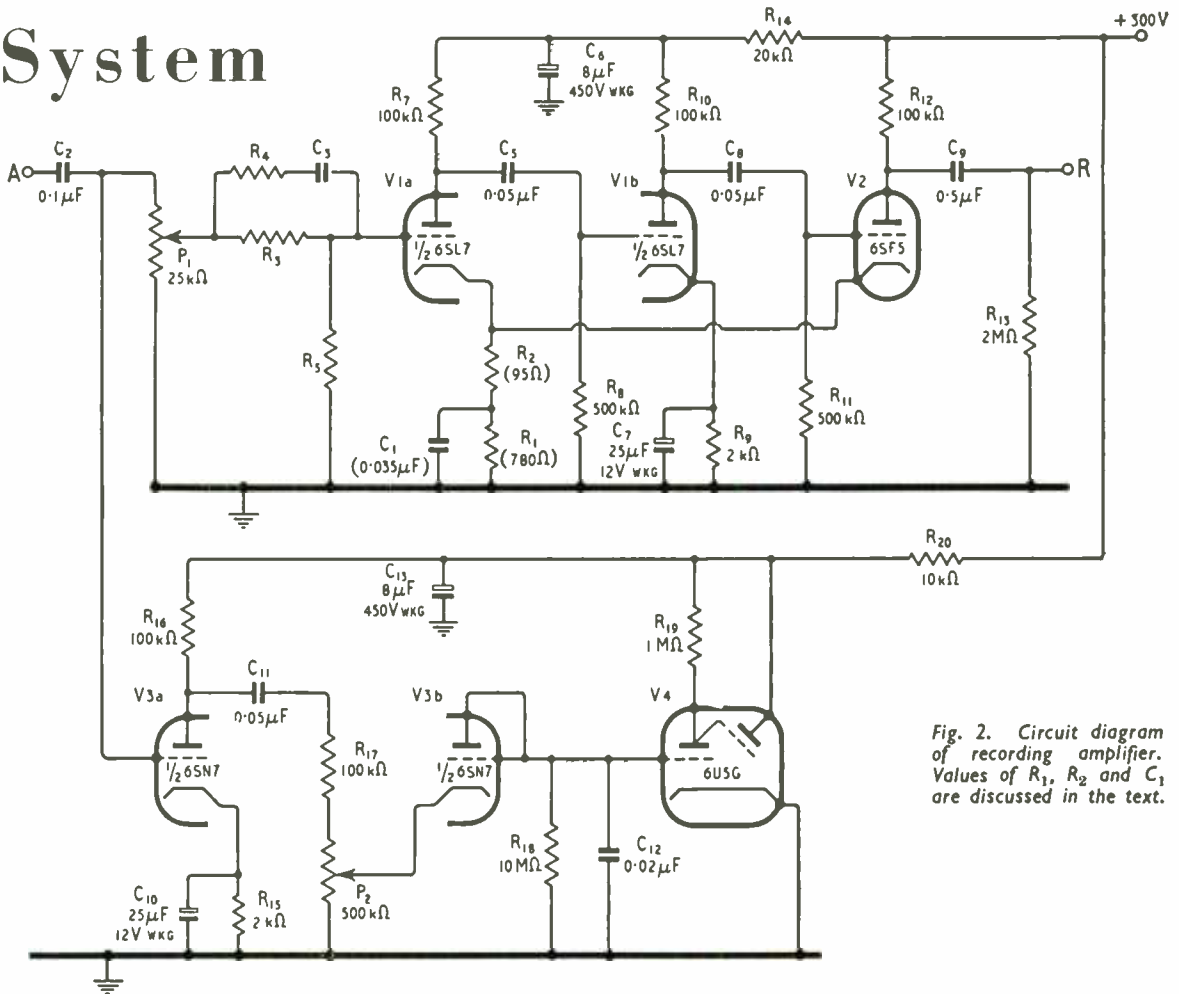 System
+300V
R14
20kΩ
C6
8μF
450V WKG
R7
100kΩ
R10
100kΩ
R12
100kΩ
A
C2
0·1μF
R4
C3
C5
0·05μF
C8
0·05μF
C9
0·5μF
R
V1a
½ 6SL7
V1b
½ 6SL7
V2
6SF5
P1
25kΩ
R3
R5
R2
(95Ω)
R1
(780Ω)
C1
(0·035μF)
R8
500kΩ
C7
25μF
12V WKG
R9
2kΩ
R11
500kΩ
R13
2MΩ
R20
10kΩ
C13
8μF
450V WKG
R16
100kΩ
R19
1MΩ
V3a
½ 6SN7
C11
0·05μF
V3b
½ 6SN7
V4
6U5G
R17
100kΩ
P2
500kΩ
R18
10MΩ
C12
0·02μF
C10
25μF
12V WKG
R15
2kΩ
Fig. 2. Circuit diagram
of recording amplifier.
Values of R1, R2 and C1
are discussed in the text.